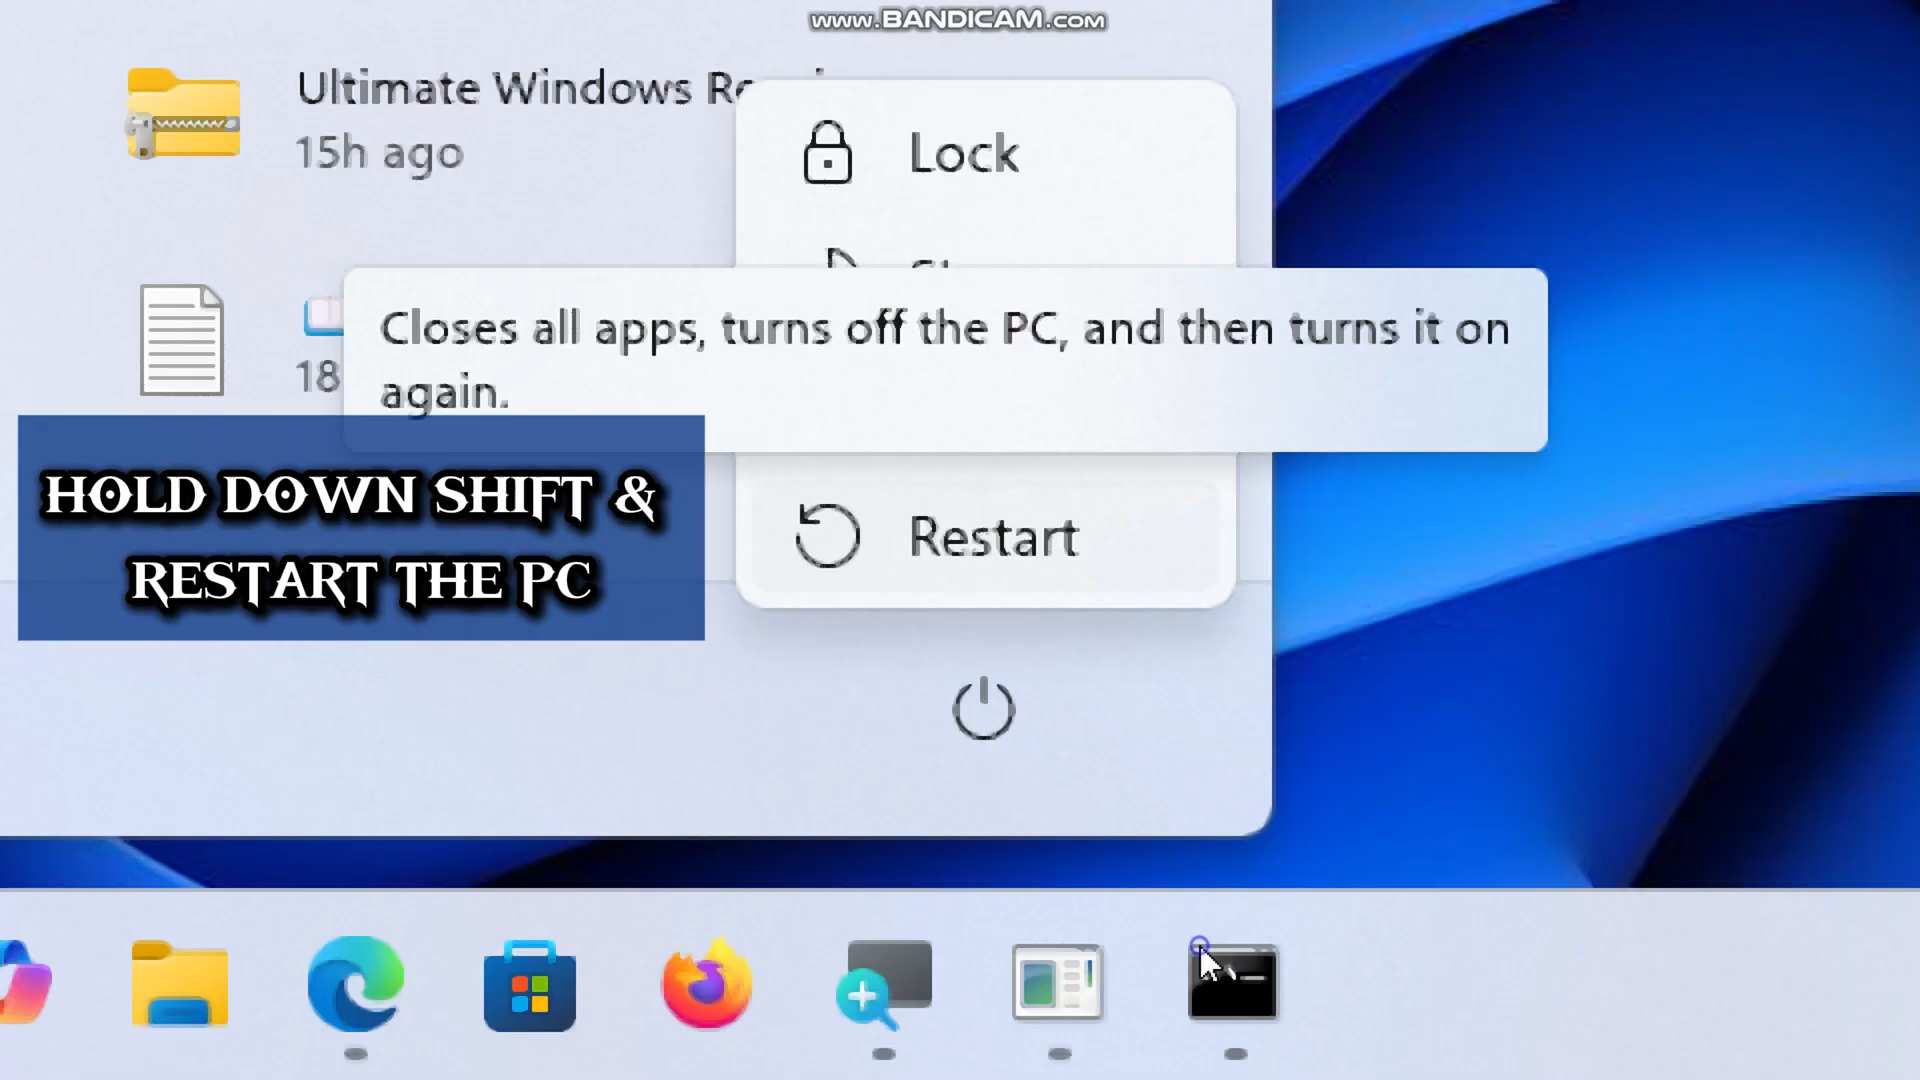 www.BANDICAM.com
Ultimate Windows
15h ago
Lock
Closes all apps, turns off the PC, and then turns it on
again.
18
HOLD DOWN SHIFT &
RESTART THE PC
Restart